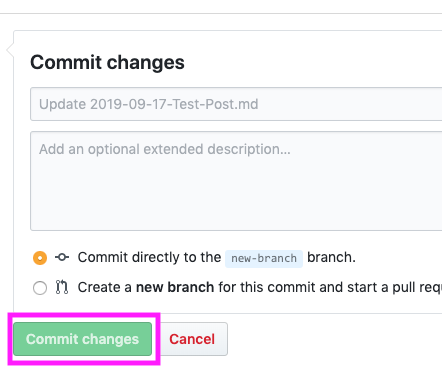 Commit changes
Update 2019-09-17-Test-Post.md
Add an optional extended description...
Commit directly to the new-branch branch.
Create a new branch for this commit and start a pull
Commit changes
Cancel